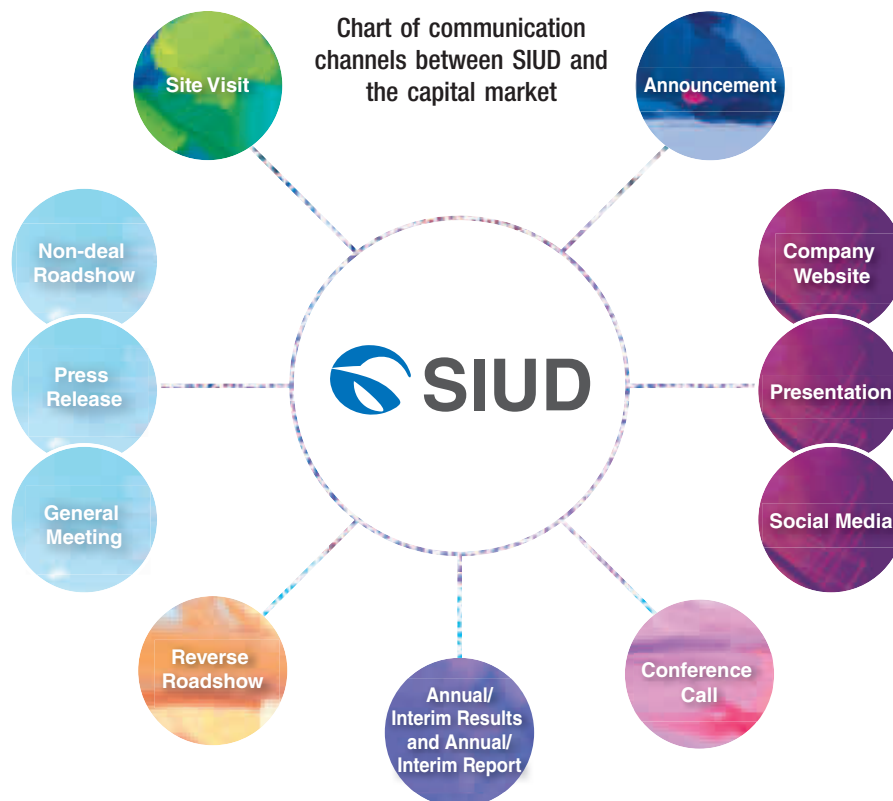 Chart of communication
channels between SIUD and
the capital market
Site Visit
Announcement
Non-deal
Roadshow
Company
Website
Press
Release
SIUD
Presentation
General
Meeting
Social Media
Reverse
Roadshow
Annual/
Interim Results
and Annual/
Interim Report
Conference
Call